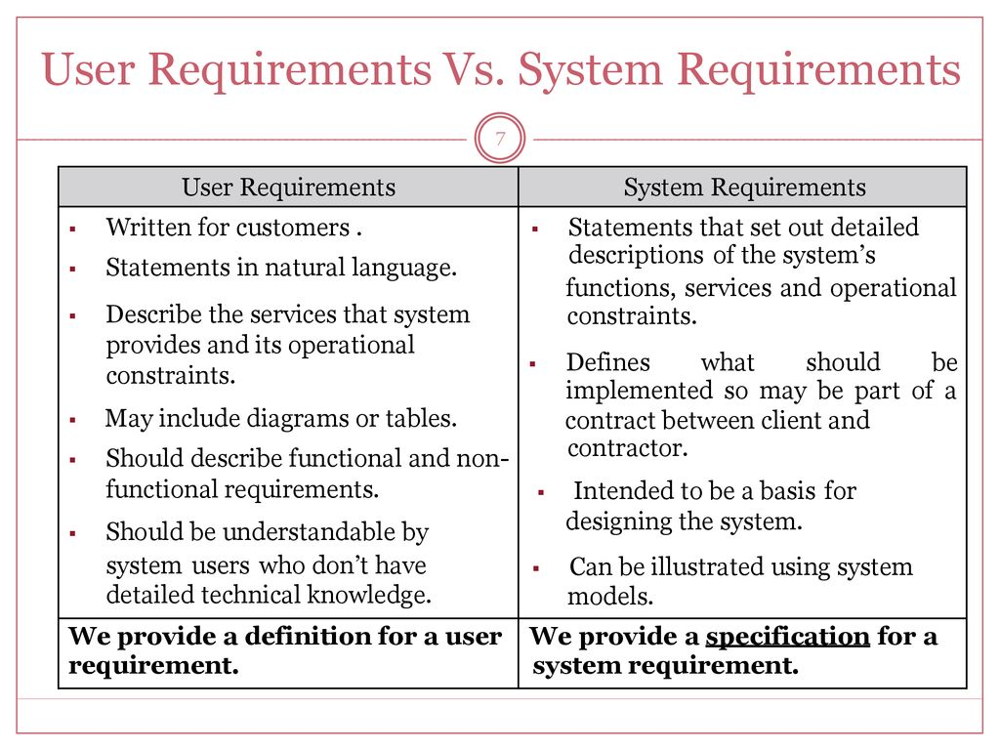 User Requirements Vs. System Requirements
7
User Requirements
Written for customers .
Statements in natural language.
Describe the services that system
provides and its operational
constraints.
May include diagrams or tables.
Should describe functional and non-
functional requirements.
Should be understandable by
system users who don’t have
detailed technical knowledge.
We provide a definition for a user
requirement.
System Requirements
Statements that set out detailed
descriptions of the system’s
functions, services and operational
constraints.
Defines what should be
implemented so may be part of a
contract between client and
contractor.
Intended to be a basis for
designing the system.
Can be illustrated using system
models.
We provide a specification for a
system requirement.